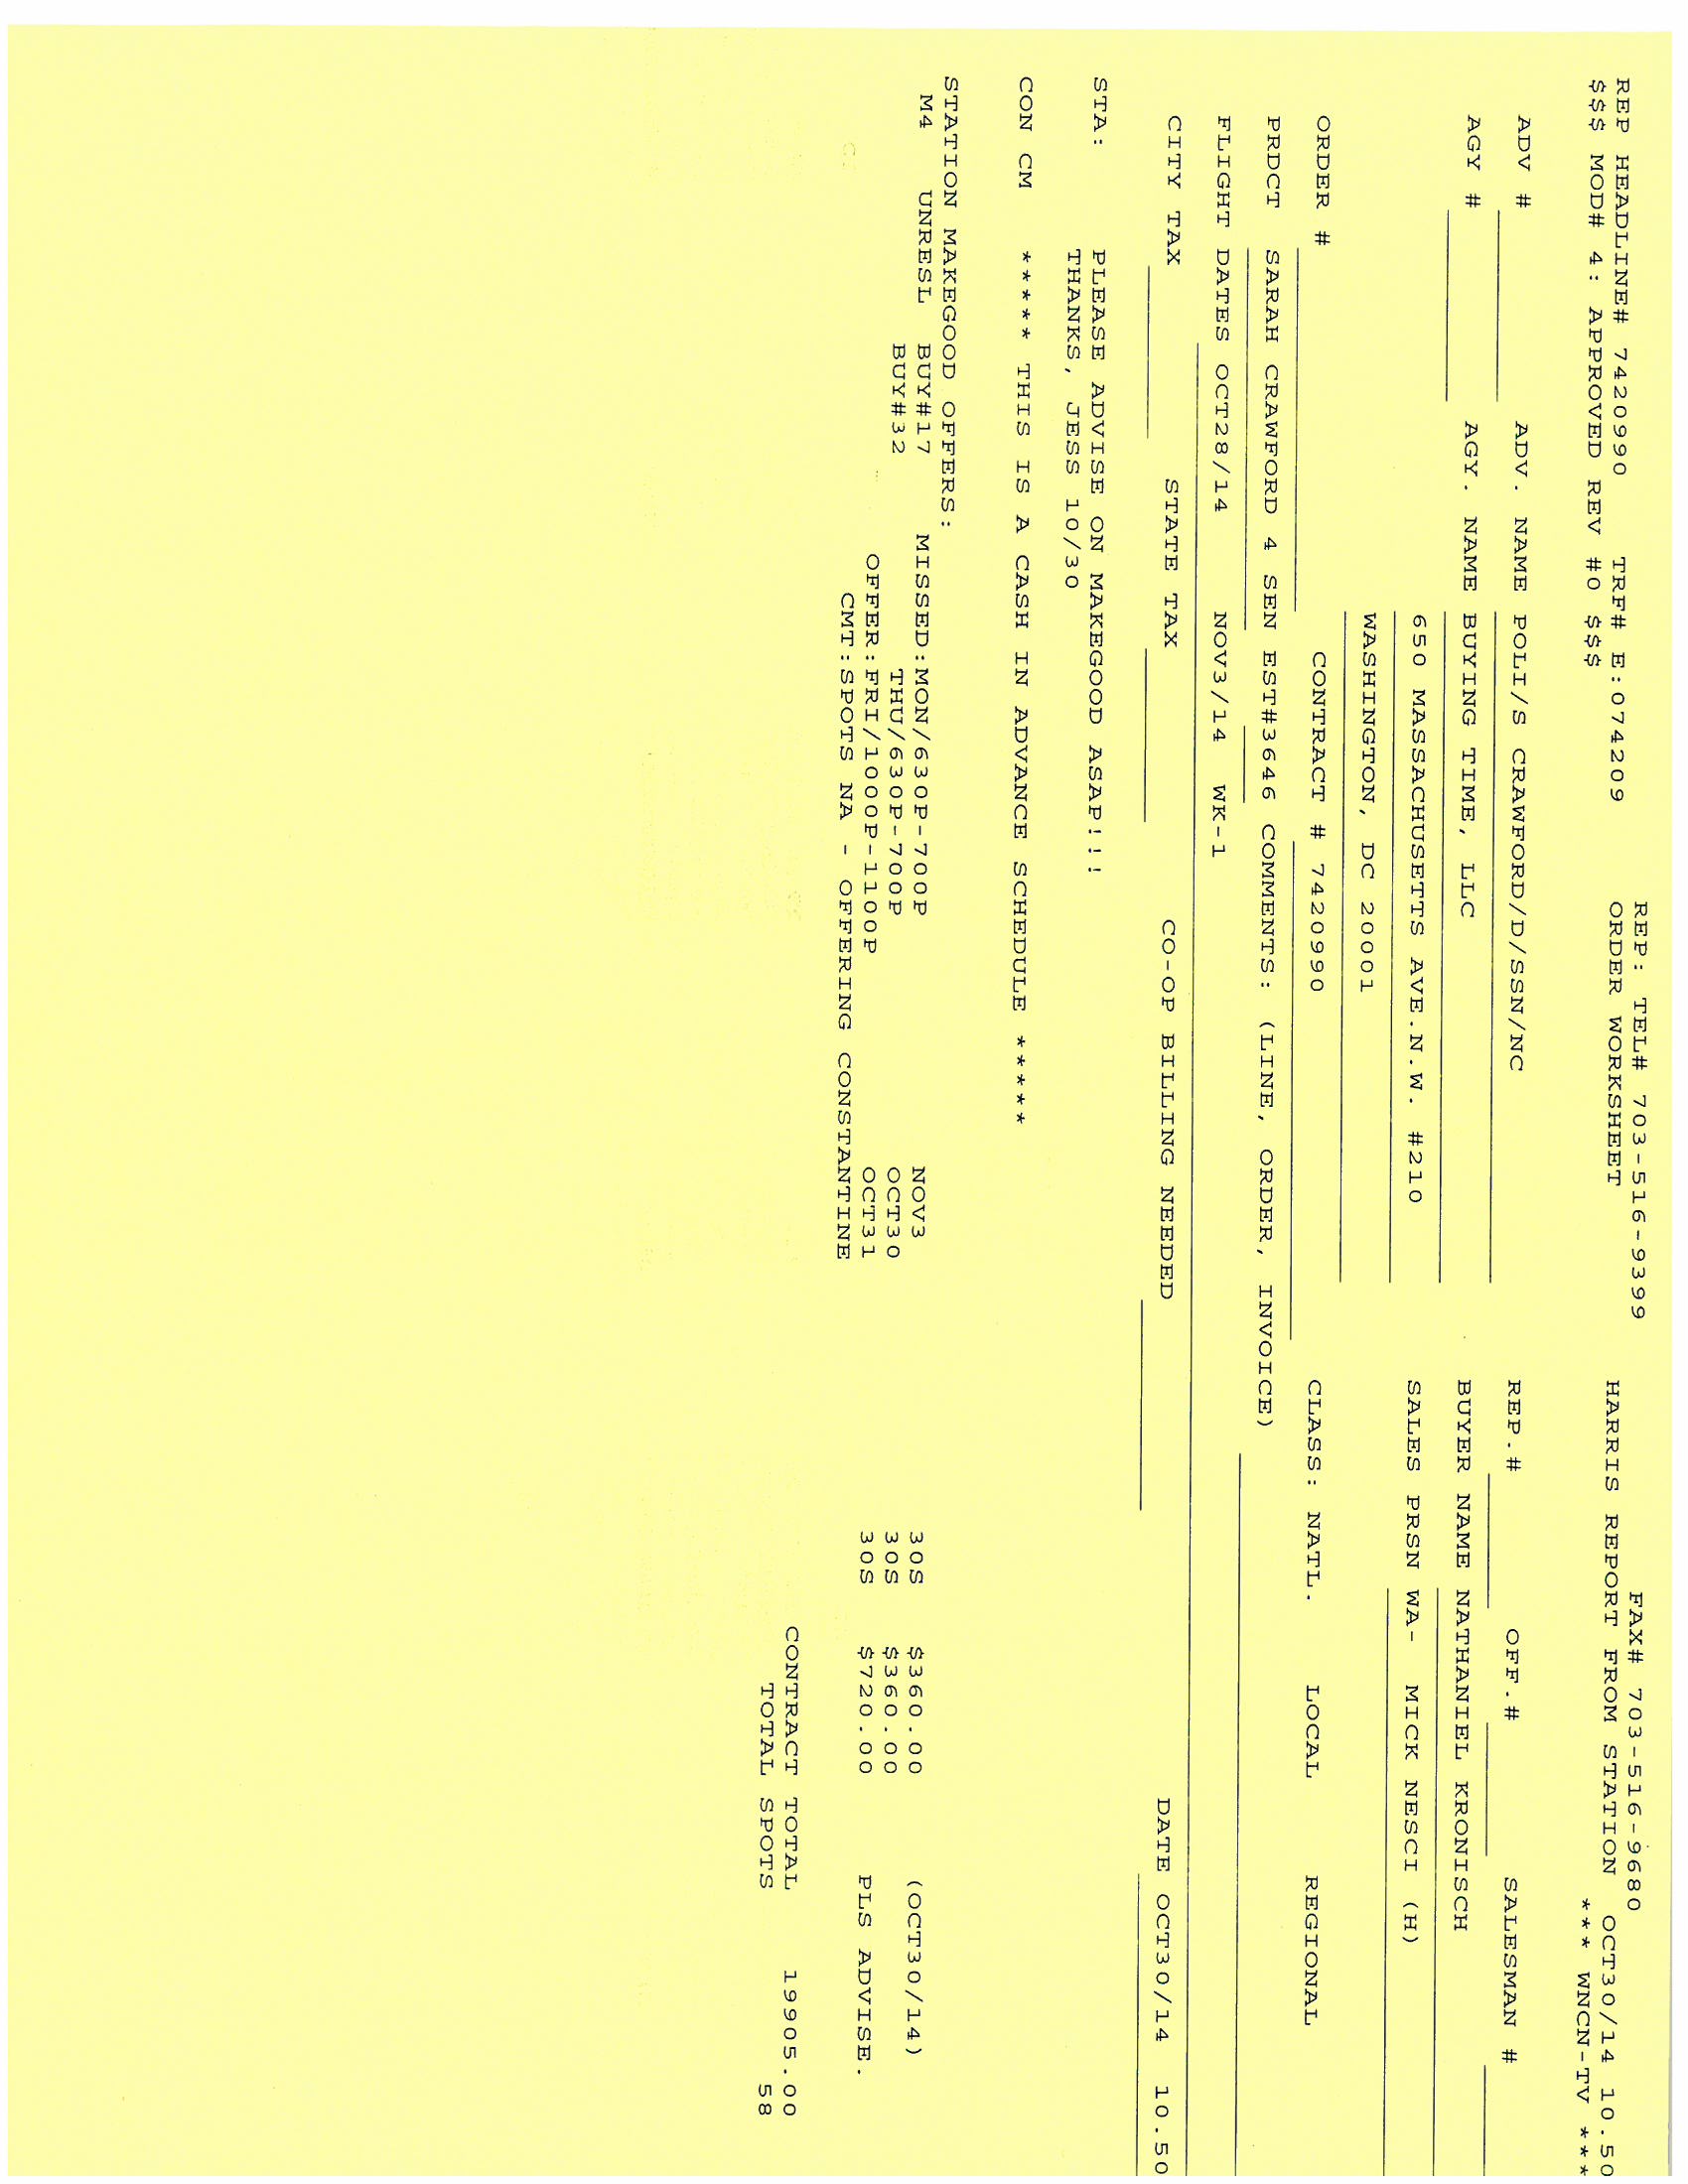 REP: TEL# 703-516-9399 FAX# 703-516-9680
REP HEADLINE# 7420990 TRF# E:074209 ORDER WORKSHEET HARRIS REPORT FROM STATION OCT30/14 10.50
$$$ MOD# 4: APPROVED REV #0 $$$ *** WNCN-TV ***
ADV # ADV. NAME POLI/S CRAWFORD/D/SSN/NC REP.# OFF.# SALESMAN #
AGY # AGY. NAME BUYING TIME, LLC BUYER NAME NATHANIEL KRONISCH
650 MASSACHUSETTS AVE.N.W. #210 SALES PRSN WA- MICK NESCI (H)
WASHINGTON, DC 20001
ORDER # CONTRACT # 7420990 CLASS: NATL. LOCAL REGIONAL
PRDCT SARAH CRAWFORD 4 SEN EST#3646 COMMENTS: (LINE, ORDER, INVOICE)
FLIGHT DATES OCT28/14 NOV3/14 WK-1
CITY TAX STATE TAX CO-OP BILLING NEEDED DATE OCT30/14 10.50
STA: PLEASE ADVISE ON MAKEGOOD ASAP!!!
THANKS, JESS 10/30
CON CM ***** THIS IS A CASH IN ADVANCE SCHEDULE *****
STATION MAKEGOOD OFFERS:
M4 UNRESL BUY#17 MISSED:MON/630P-700P NOV3 30S $360.00 (OCT30/14)
BUY#32 THU/630P-700P OCT30 30S $360.00
OFFER:FRI/1000P-1100P OCT31 30S $720.00 PLS ADVISE.
CMT:SPOTS NA - OFFERING CONSTANTINE
CONTRACT TOTAL 19905.00
TOTAL SPOTS 58